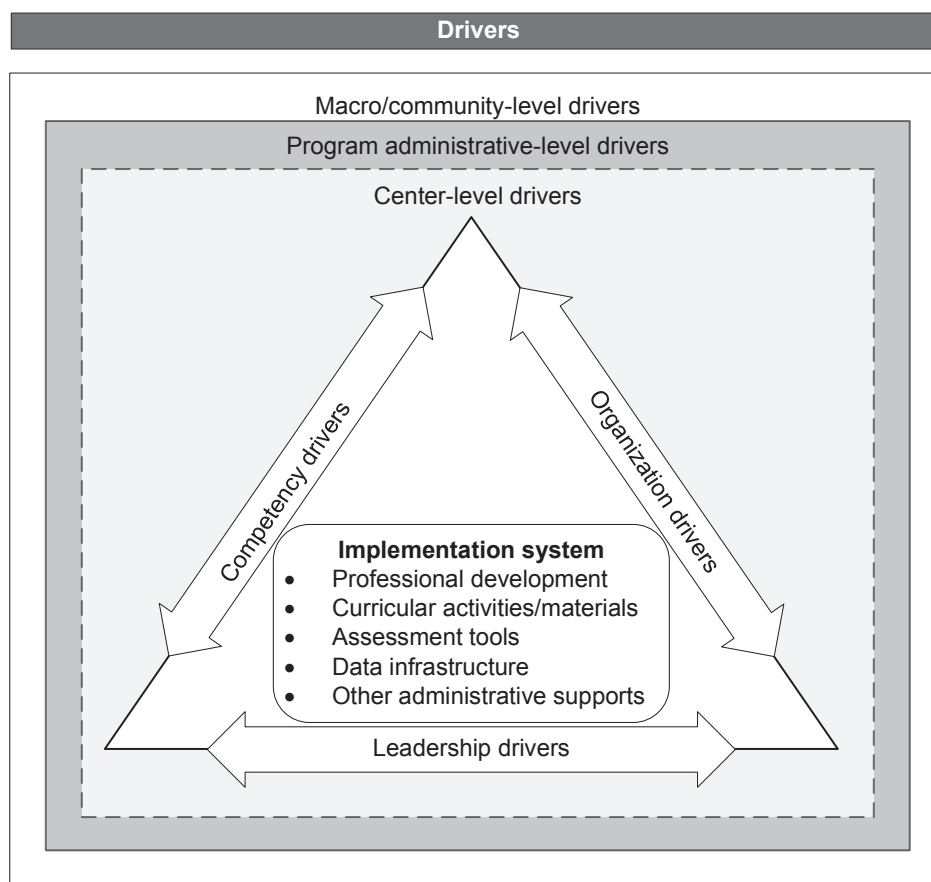 Drivers
Macro/community-level drivers
Program administrative-level drivers
Center-level drivers
Competency drivers
Organization drivers
Implementation system
• Professional development
• Curricular activities/materials
• Assessment tools
• Data infrastructure
• Other administrative supports
Leadership drivers